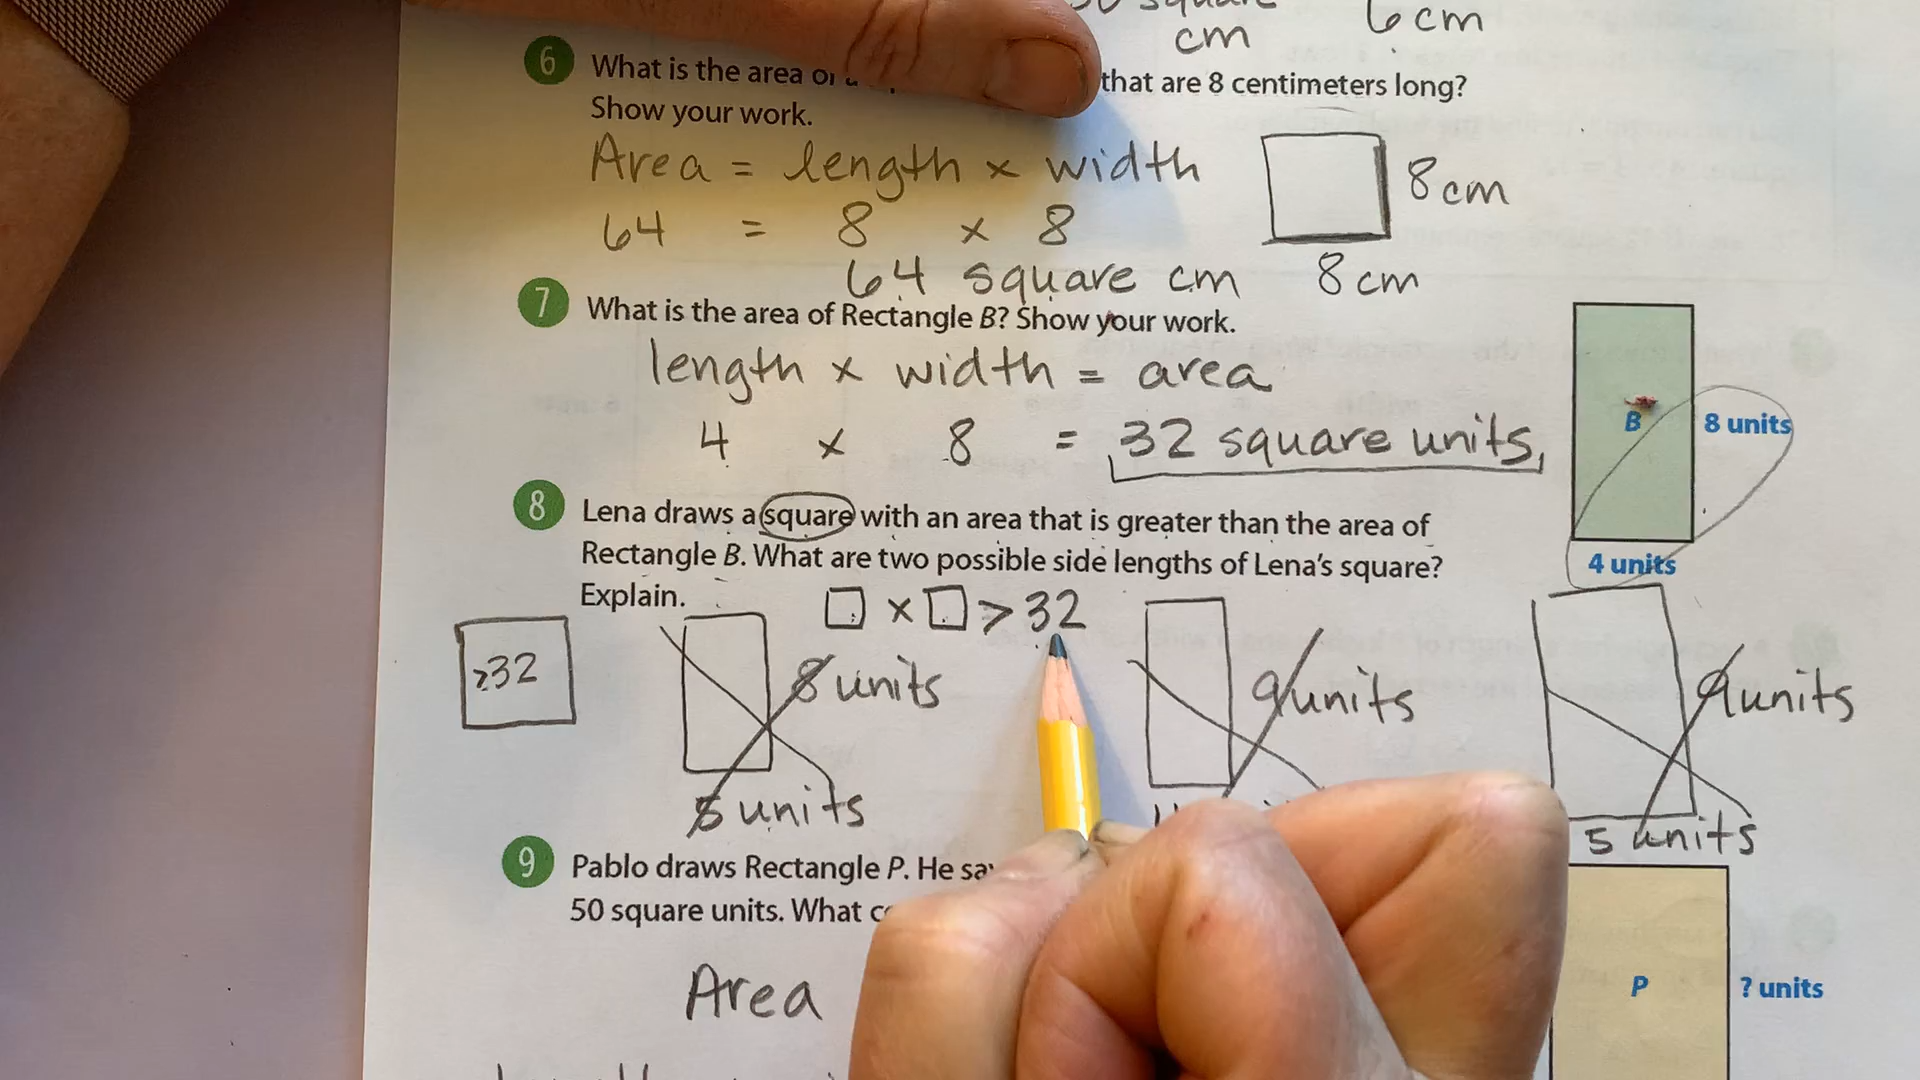 square
cm
6 cm
6 What is the area of that are 8 centimeters long?
Show your work.
Area = length x width
8 cm
64 = 8 x 8
64 square cm
8 cm
7 What is the area of Rectangle B? Show your work.
length x width = area
B
8 units
4 x 8 = 32 square units
4 units
8 Lena draws a square with an area that is greater than the area of
Rectangle B. What are two possible side lengths of Lena's square?
Explain.
□ x □ > 32
>32
8 units
9 units
9 units
5 units
5 units
9 Pablo draws Rectangle P. He
50 square units. What
Area
P
? units